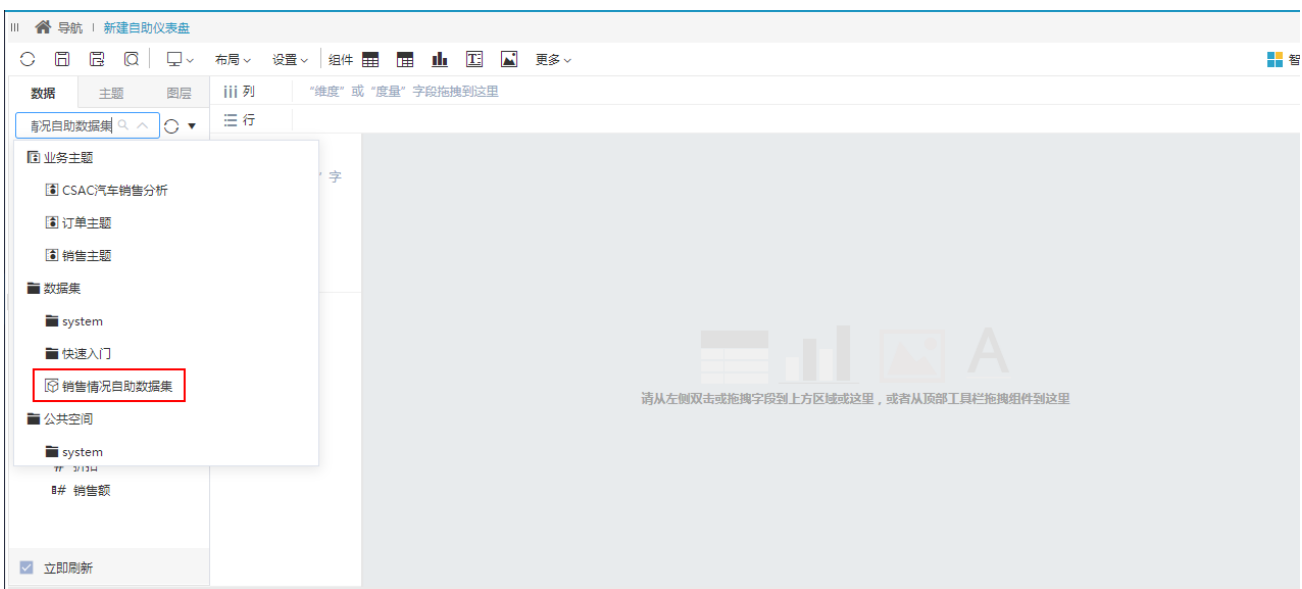 导航 新建自助仪表盘
布局 设置 组件 更多 智
数据 主题 图层 列 “维度”或“度量”字段拖拽到这里
情况自助数据集 行
业务主题
” 字
CSAC汽车销售分析
订单主题
销售主题
数据集
system
快速入门
销售情况自助数据集
公共空间
system
A
请从左侧双击或拖拽字段到上方区域或这里，或者从顶部工具栏拖拽组件到这里
# 销售额
立即刷新